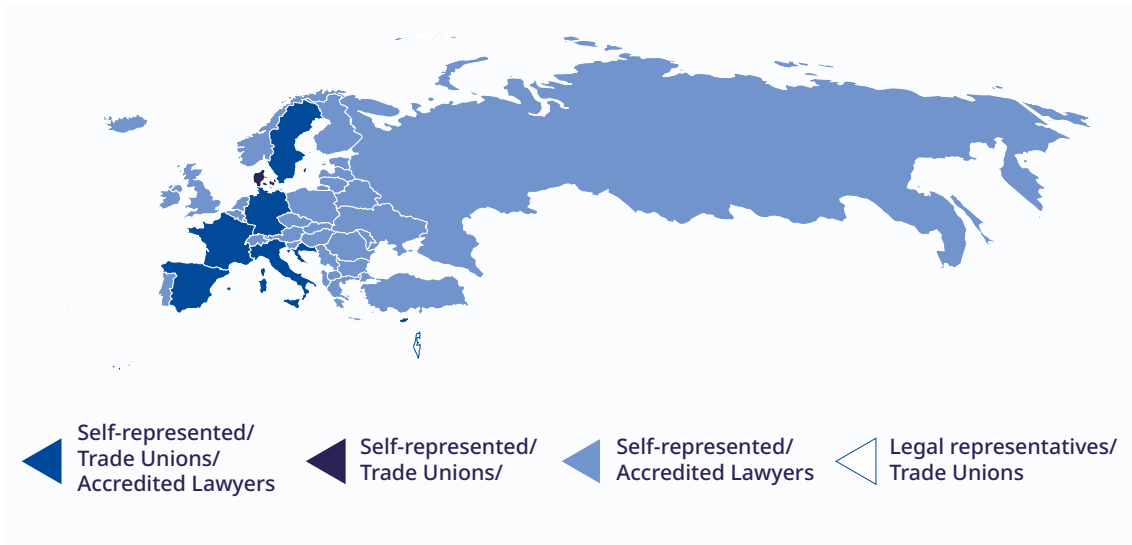 Self-represented/
Trade Unions/
Accredited Lawyers
Self-represented/
Trade Unions/
Self-represented/
Accredited Lawyers
Legal representatives/
Trade Unions